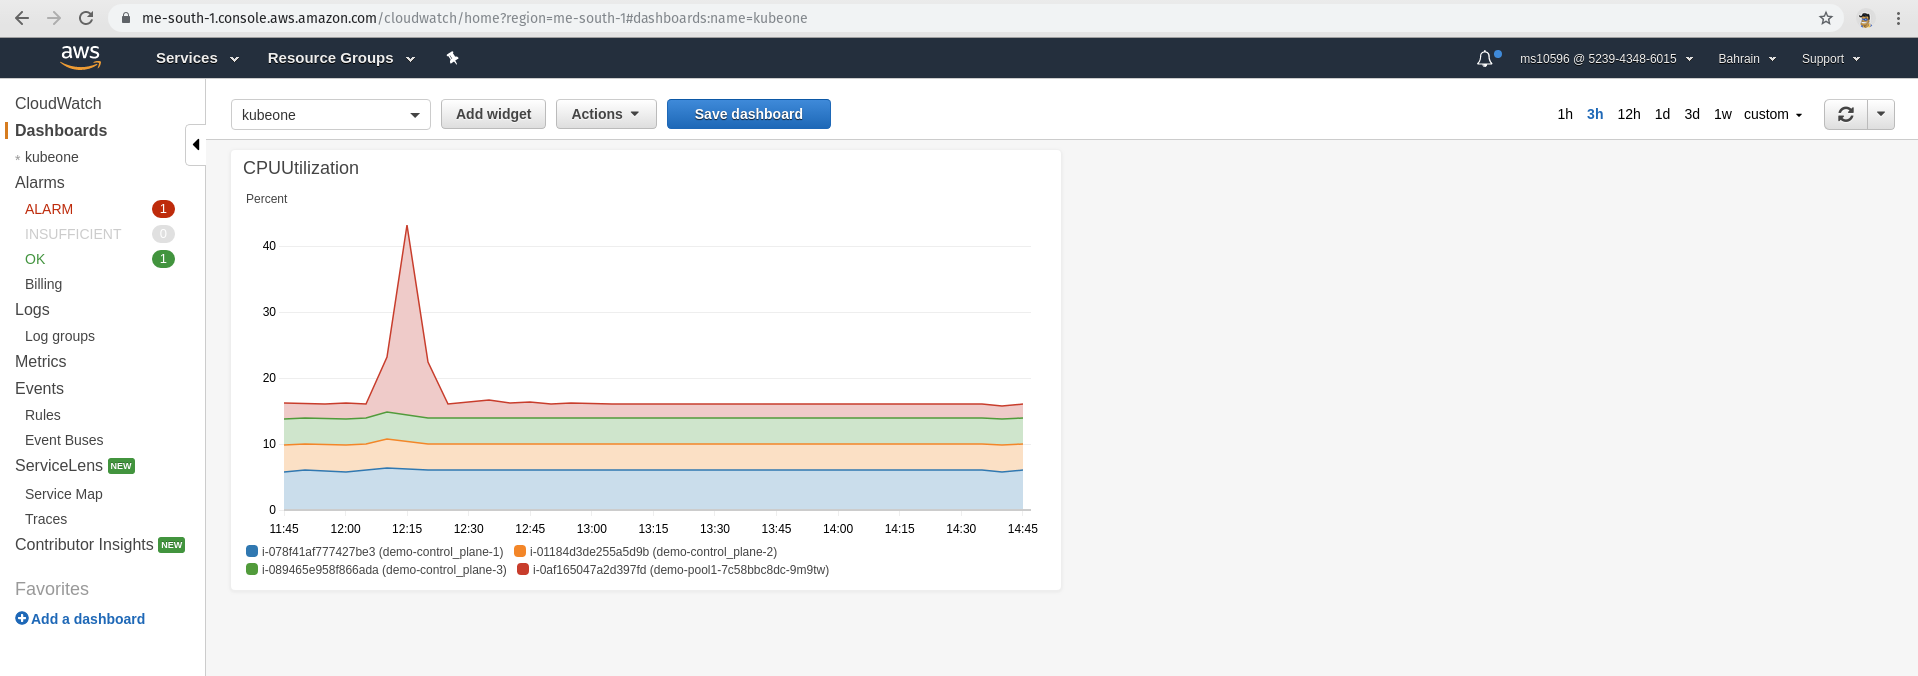 me-south-1.console.aws.amazon.com/cloudwatch/home?region=me-south-1#dashboards:name=kubeone
aws Services Resource Groups ms10596 @ 5239-4348-6015 Bahrain Support
CloudWatch
Dashboards
* kubeone
Alarms
ALARM 1
INSUFFICIENT 0
OK 1
Billing
Logs
Log groups
Metrics
Events
Rules
Event Buses
ServiceLens NEW
Service Map
Traces
Contributor Insights NEW
Favorites
Add a dashboard
kubeone Add widget Actions Save dashboard 1h 3h 12h 1d 3d 1w custom
CPUUtilization
Percent
40
30
20
10
0
11:45 12:00 12:15 12:30 12:45 13:00 13:15 13:30 13:45 14:00 14:15 14:30 14:45
i-078f41af777427be3 (demo-control_plane-1) i-01184d3de255a5d9b (demo-control_plane-2)
i-089465e958f866ada (demo-control_plane-3) i-0af165047a2d397fd (demo-pool1-7c58bbc8dc-9m9tw)